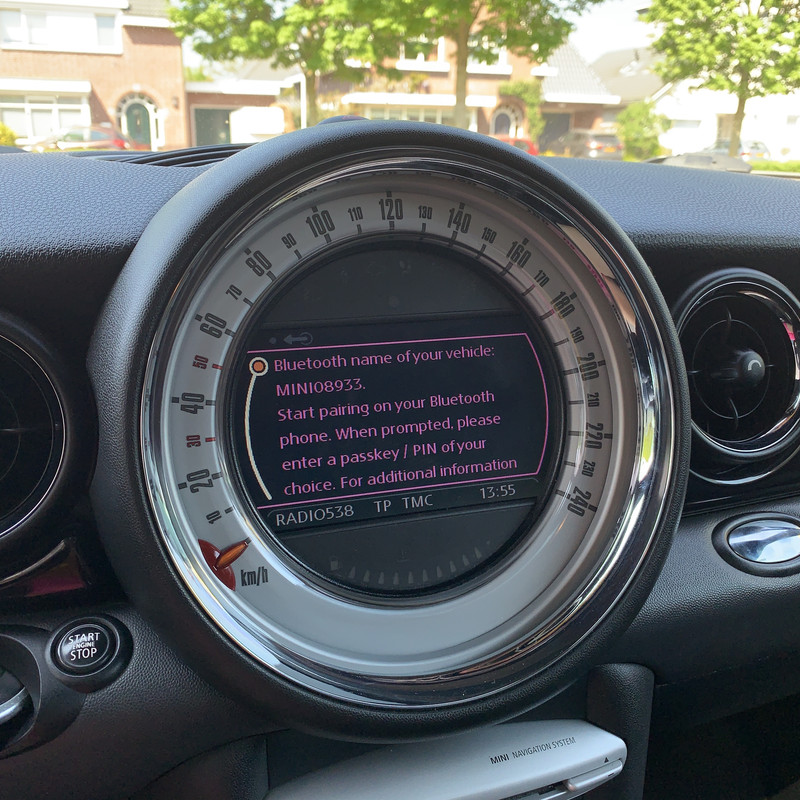 10
20
30
40
50
60
70
80
90
100
110
120
130
140
150
160
170
180
190
200
210
220
230
240
km/h
Bluetooth name of your vehicle:
MINI08933.
Start pairing on your Bluetooth
phone. When prompted, please
enter a passkey / PIN of your
choice. For additional information
RADIO538 TP TMC 13:55
START
ENGINE
STOP
MINI NAVIGATION SYSTEM